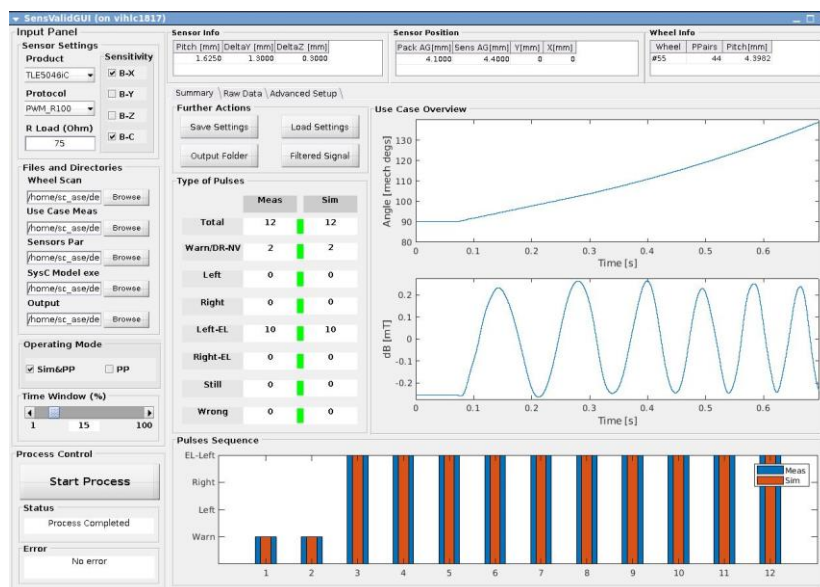 SensValidGUI (on vihlc1817)
Input Panel
Sensor Settings
Product
TLE5046iC
Protocol
PWM_R100
R Load (Ohm)
75
Sensitivity
B-X
B-Y
B-Z
B-C
Files and Directories
Wheel Scan
/home/sc_ase/de Browse
Use Case Meas
/home/sc_ase/de Browse
Sensors Par
/home/sc_ase/de Browse
SysC Model exe
/home/sc_ase/de Browse
Output
/home/sc_ase/de Browse
Operating Mode
Sim&PP PP
Time Window (%)
1 15 100
Process Control
Start Process
Status
Process Completed
Error
No error
Sensor Info
Pitch [mm] DeltaY [mm] DeltaZ [mm]
1.6250 1.3000 0.3000
Sensor Position
Pack AG[mm] Sens AG[mm] Y[mm] X[mm]
4.1000 4.4000 0 0
Wheel Info
Wheel PPairs Pitch[mm]
#55 44 4.3982
Summary Raw Data Advanced Setup
Further Actions
Save Settings Load Settings
Output Folder Filtered Signal
Type of Pulses
Meas Sim
Total 12 12
Warn/DR-NV 2 2
Left 0 0
Right 0 0
Left-EL 10 10
Right-EL 0 0
Still 0 0
Wrong 0 0
Use Case Overview
Angle [mech degs]
130
120
110
100
90
80
0 0.1 0.2 0.3 0.4 0.5 0.6
Time [s]
dB [mT]
0.2
0.1
0
-0.1
-0.2
0 0.1 0.2 0.3 0.4 0.5 0.6
Time [s]
Pulses Sequence
EL-Left
Right
Left
Warn
Meas
Sim
1 2 3 4 5 6 7 8 9 10 11 12